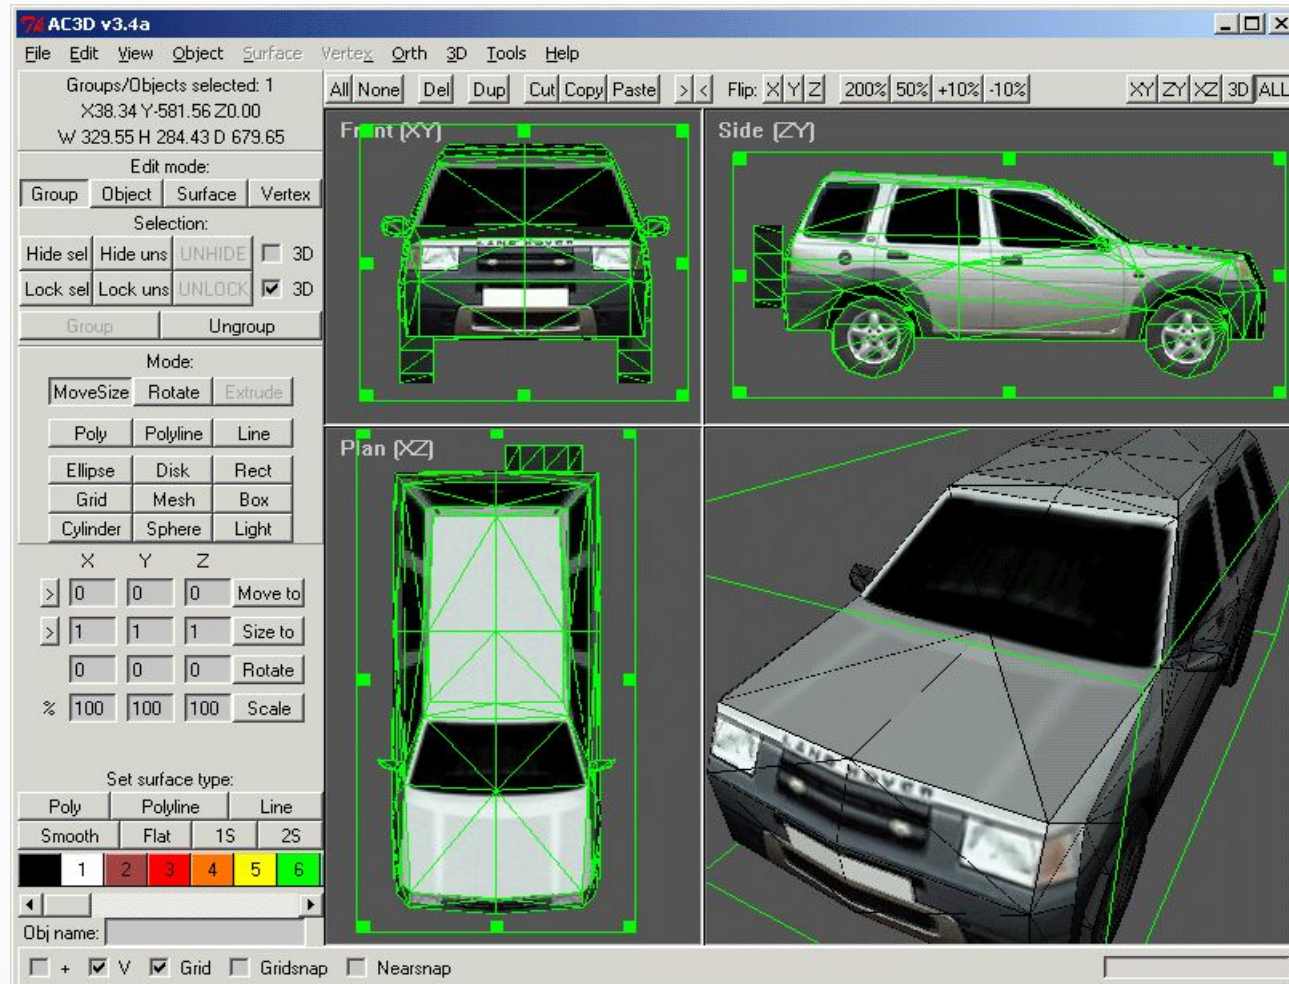 AC3D v3.4a
File Edit View Object Surface Vertex Orth 3D Tools Help
Groups/Objects selected: 1
X38.34 Y-581.56 Z0.00
W 329.55 H 284.43 D 679.65
All None Del Dup Cut Copy Paste > < Flip: X Y Z 200% 50% +10% -10% XY ZY XZ 3D ALL
Edit mode:
Group Object Surface Vertex
Selection:
Hide sel Hide uns UNHIDE 3D
Lock sel Lock uns UNLOCK 3D
Group Ungroup
Mode:
MoveSize Rotate Extrude
Poly Polyline Line
Ellipse Disk Rect
Grid Mesh Box
Cylinder Sphere Light
X Y Z
> 0 0 0 Move to
> 1 1 1 Size to
0 0 0 Rotate
% 100 100 100 Scale
Set surface type:
Poly Polyline Line
Smooth Flat 1S 2S
1 2 3 4 5 6
Obj name:
+ V Grid Gridsnap Nearsnap
Front (XY)
LAND ROVER
Side (ZY)
Plan (XZ)
LAND ROVER